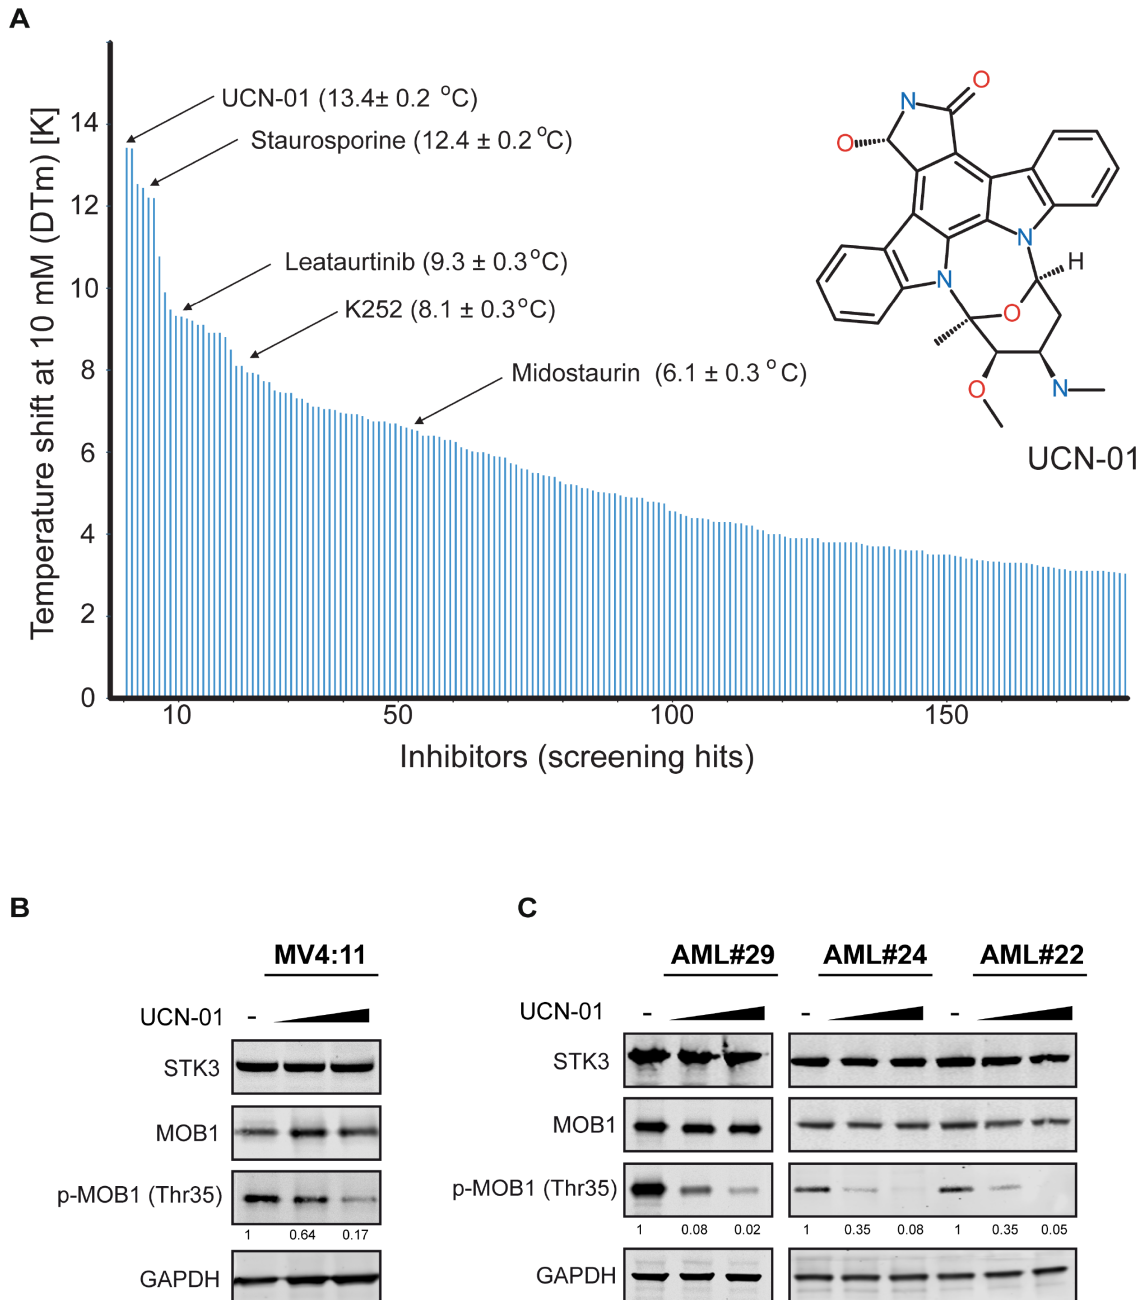 A
Temperature shift at 10 mM (DTm) [K]
14
12
10
8
6
4
2
0
UCN-01 (13.4± 0.2 °C)
Staurosporine (12.4 ± 0.2 °C)
Leataurtinib (9.3 ± 0.3°C)
K252 (8.1 ± 0.3°C)
Midostaurin (6.1 ± 0.3 °C)
O
N
O
N
N
H
O
O
N
UCN-01
10 50 100 150
Inhibitors (screening hits)
B
MV4:11
UCN-01 -
STK3
MOB1
p-MOB1 (Thr35)
1 0.64 0.17
GAPDH
C
AML#29 AML#24 AML#22
UCN-01 - - -
STK3
MOB1
p-MOB1 (Thr35)
1 0.08 0.02 1 0.35 0.08 1 0.35 0.05
GAPDH